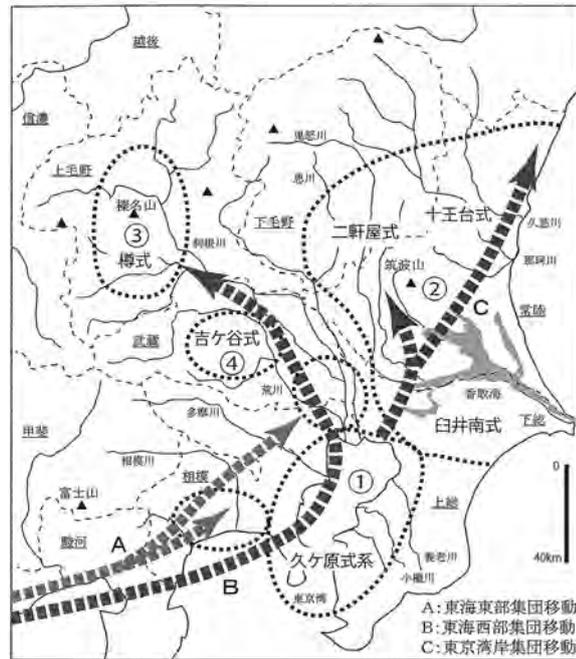 越後
信濃
鬼怒川
上毛野
思川
榛名山
下毛野
二軒屋式
十王台式
久慈川
③
利根川
樽式
筑波山
②
那珂川
C
常陸
武蔵
吉ケ谷式
④
荒川
香取海
多摩川
臼井南式
下総
甲斐
相模川
相模
①
0
富士山
上総
駿河
A
B
久ケ原式系
養老川
小櫃川
40km
東京湾
A:東海東部集団移動
B:東海西部集団移動
C:東京湾岸集団移動